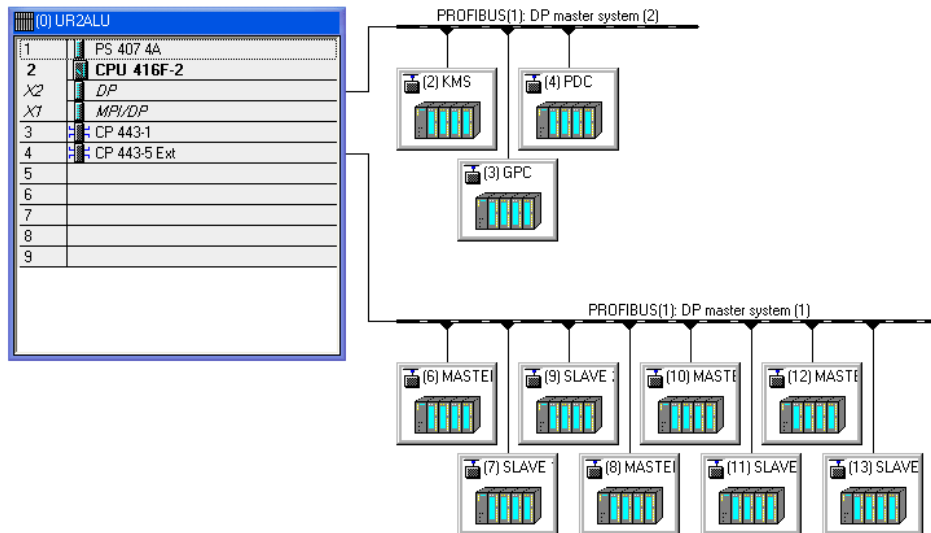 (0) UR2ALU
1 PS 407 4A
2 CPU 416F-2
X2 DP
X1 MPI/DP
3 CP 443-1
4 CP 443-5 Ext
5
6
7
8
9
PROFIBUS(1): DP master system (2)
(2) KMS
(4) PDC
(3) GPC
PROFIBUS(1): DP master system (1)
(6) MASTE
(9) SLAVE
(10) MASTE
(12) MASTE
(7) SLAVE
(8) MASTE
(11) SLAVE
(13) SLAVE